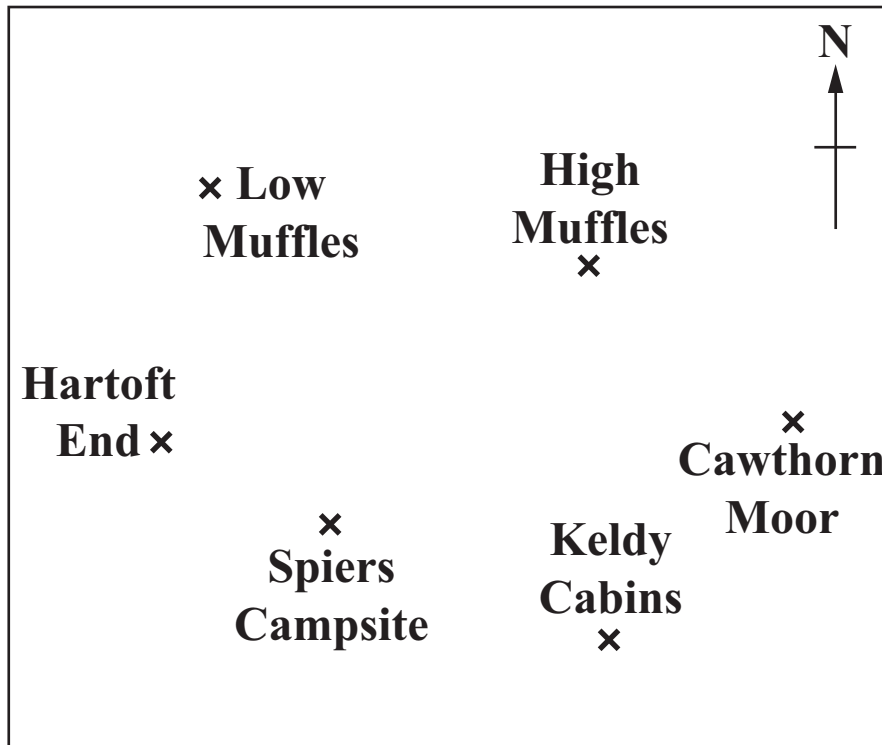 N
Low
Muffles
High
Muffles
Hartoft
End
Cawthorn
Moor
Spiers
Campsite
Keldy
Cabins